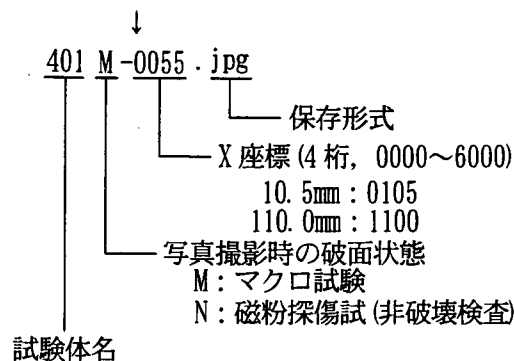 ↓
401 M-0055.jpg
保存形式
X座標(4桁, 0000～6000)
10.5mm:0105
110.0mm:1100
写真撮影時の破面状態
M:マクロ試験
N:磁粉探傷試(非破壊検査)
試験体名